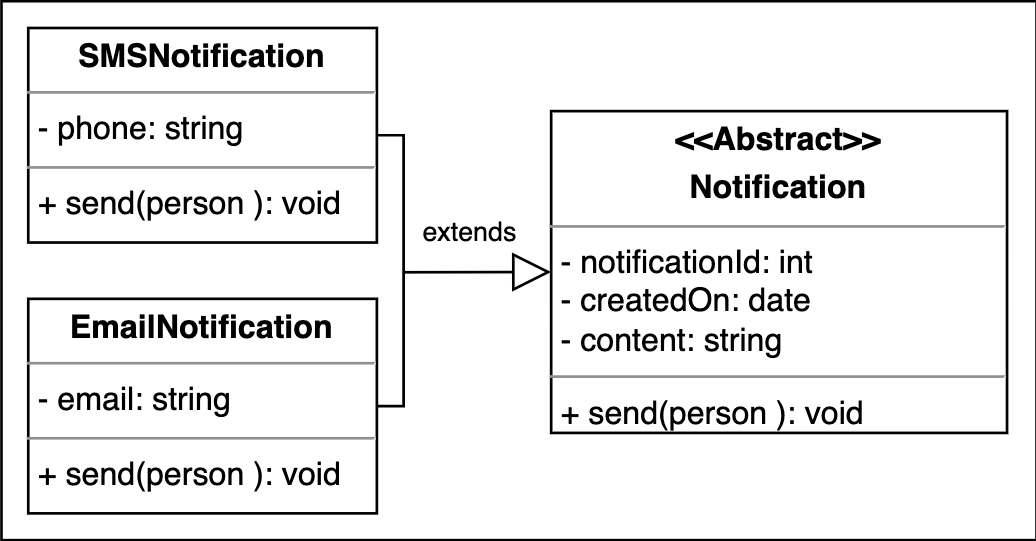 SMSNotification
- phone: string
+ send(person ): void
EmailNotification
- email: string
+ send(person ): void
extends
<<Abstract>>
Notification
- notificationId: int
- createdOn: date
- content: string
+ send(person ): void